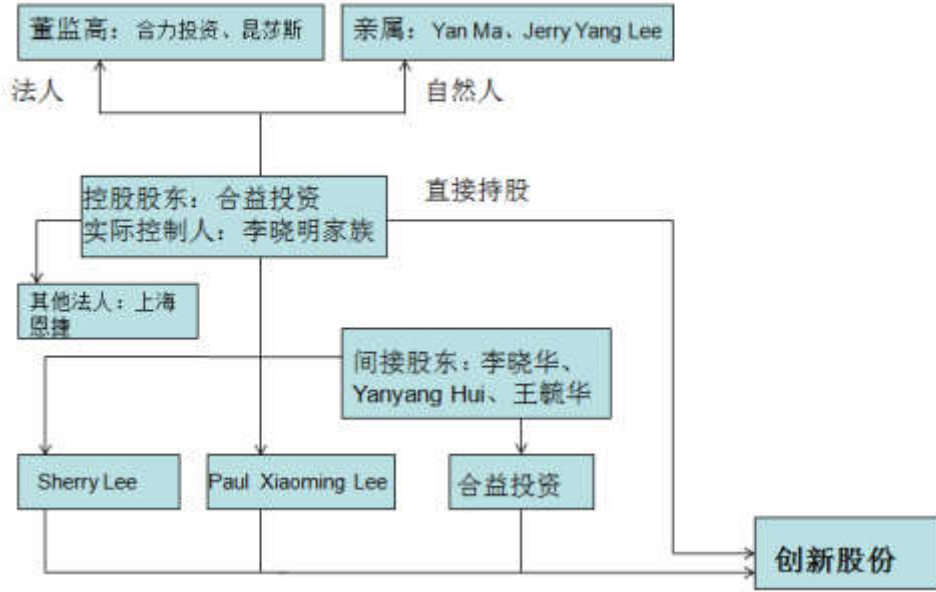 董监高：合力投资、昆莎斯
亲属：Yan Ma、Jerry Yang Lee
法人
自然人
控股股东：合益投资
实际控制人：李晓明家族
直接持股
其他法人：上海
恩捷
间接股东：李晓华、
Yanyang Hui、王毓华
Sherry Lee
Paul Xiaoming Lee
合益投资
创新股份